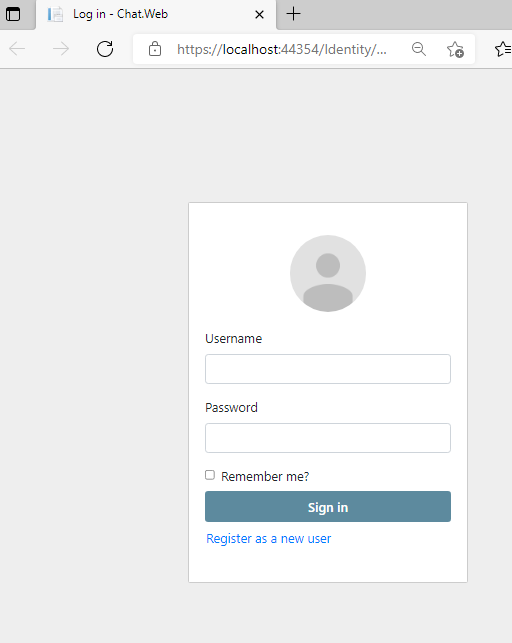 Log in - Chat.Web
https://localhost:44354/Identity/...
Username
Password
Remember me?
Sign in
Register as a new user